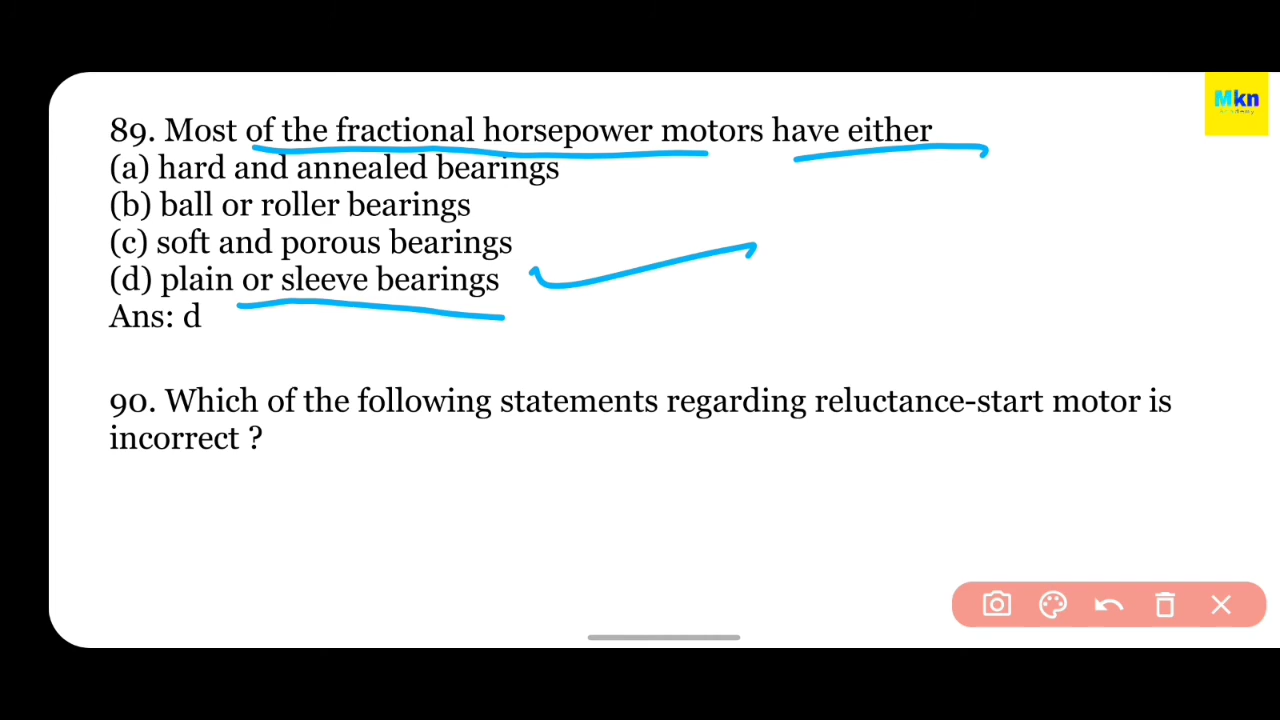 Mkn
Academy
89. Most of the fractional horsepower motors have either
(a) hard and annealed bearings
(b) ball or roller bearings
(c) soft and porous bearings
(d) plain or sleeve bearings
Ans: d
90. Which of the following statements regarding reluctance-start motor is
incorrect ?